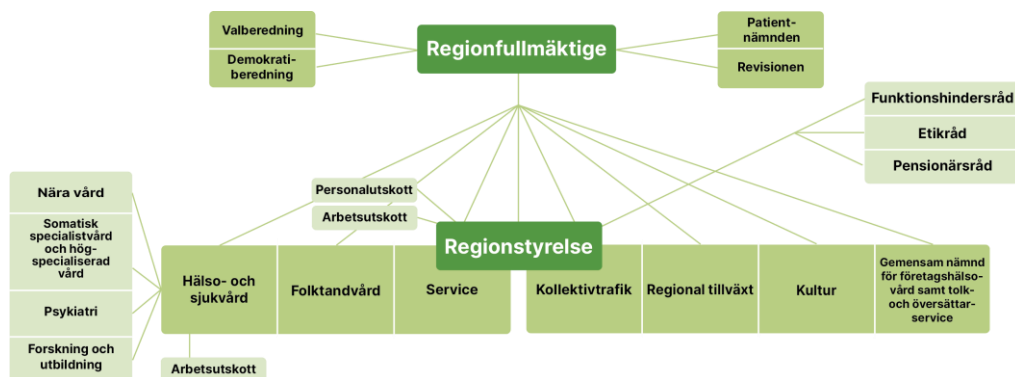 Valberedning
Demokrati-
beredning
Regionfullmäktige
Patient-
nämnden
Revisionen
Funktionshindersråd
Etikråd
Pensionärsråd
Personalutskott
Arbetsutskott
Regionstyrelse
Nära vård
Somatisk
specialistvård
och hög-
specialiserad
vård
Psykiatri
Forskning och
utbildning
Hälso- och
sjukvård
Folktandvård
Service
Kollektivtrafik
Regional tillväxt
Kultur
Gemensam nämnd
för företagshälso-
vård samt tolk-
och översättar-
service
Arbetsutskott